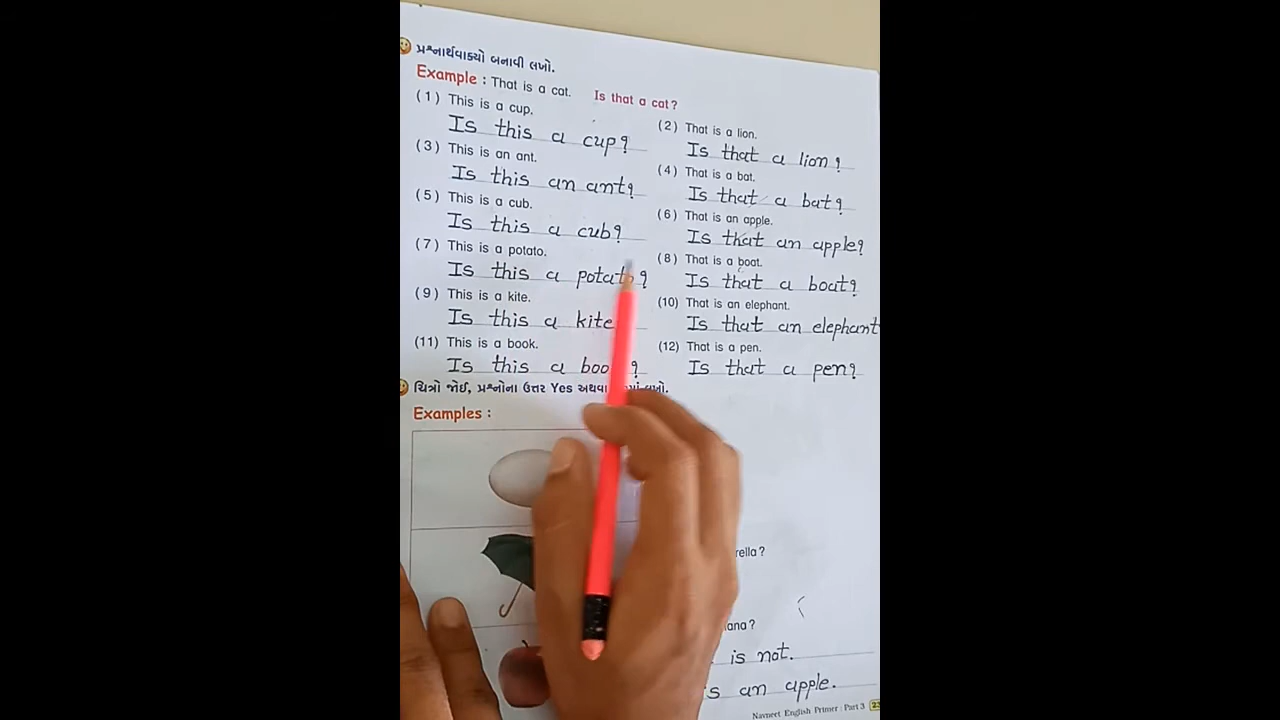 પ્રશ્નાર્થવાક્યો બનાવી લખો.
Example : That is a cat. Is that a cat?
(1) This is a cup.
Is this a cup?
(2) That is a lion.
Is that a lion?
(3) This is an ant.
Is this an ant?
(4) That is a bat.
Is that a bat?
(5) This is a cub.
Is this a cub?
(6) That is an apple.
Is that an apple?
(7) This is a potato.
Is this a potato?
(8) That is a boat.
Is that a boat?
(9) This is a kite.
Is this a kite
(10) That is an elephant.
Is that an elephant
(11) This is a book.
Is this a ?
(12) That is a pen.
Is that a pen?
ચિત્રો જોઈ, પ્રશ્નોના ઉત્તર Yes અથવા લખો.
Examples :
is not.
an apple.
Navneet English Primer : Part 3 23